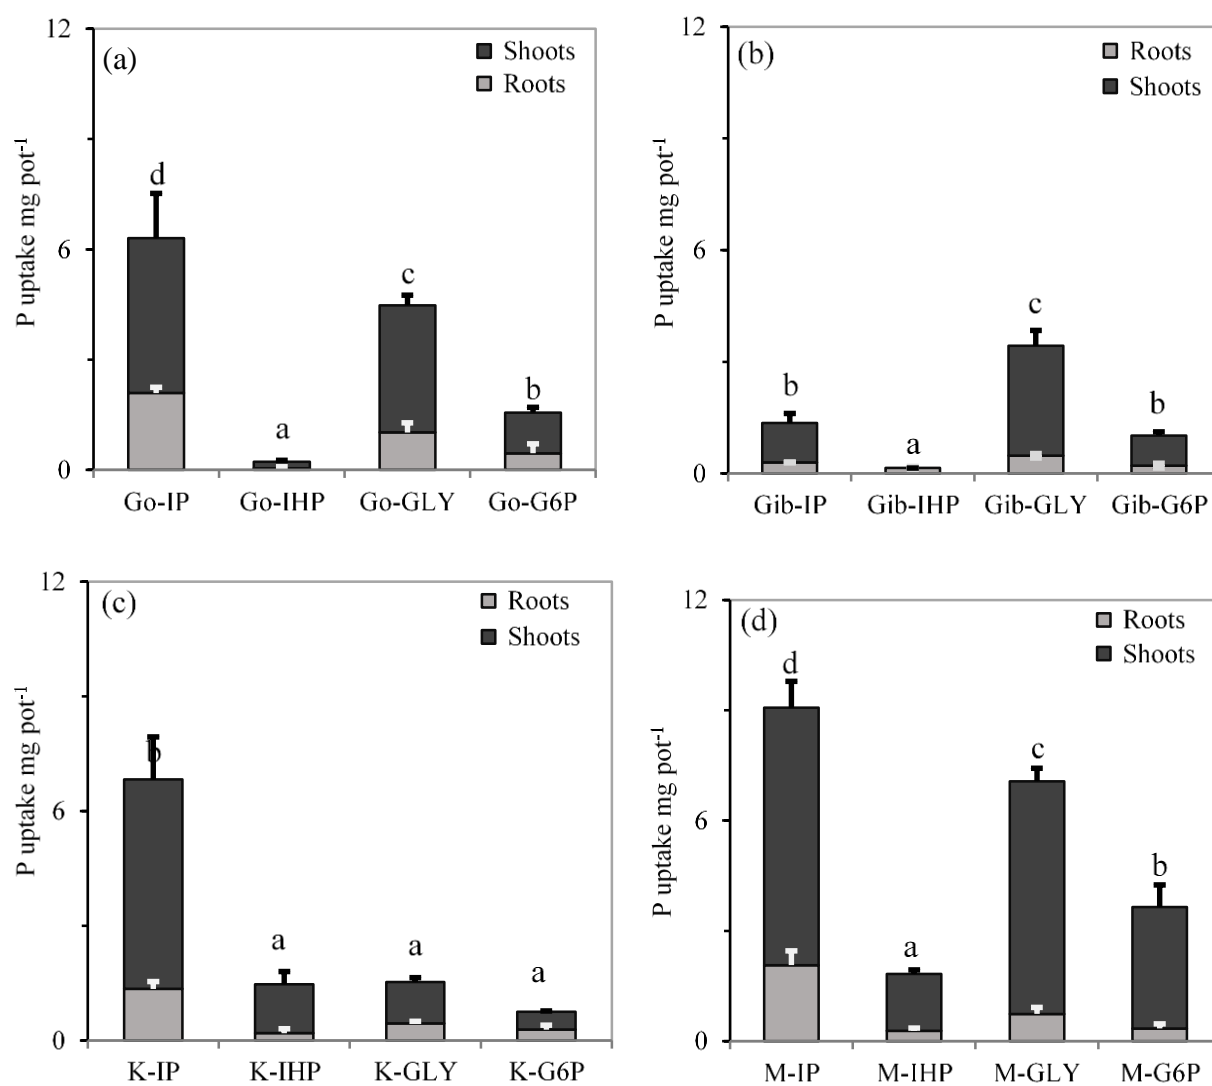 12
(a)
Shoots
Roots
d
c
b
a
6
0
P uptake mg pot-1
Go-IP Go-IHP Go-GLY Go-G6P
12
(b)
Roots
Shoots
c
b
b
a
6
0
P uptake mg pot-1
Gib-IP Gib-IHP Gib-GLY Gib-G6P
12
(c)
Roots
Shoots
b
a
a
a
6
0
P uptake mg pot-1
K-IP K-IHP K-GLY K-G6P
12
(d)
Roots
Shoots
d
c
b
a
6
0
P uptake mg pot-1
M-IP M-IHP M-GLY M-G6P